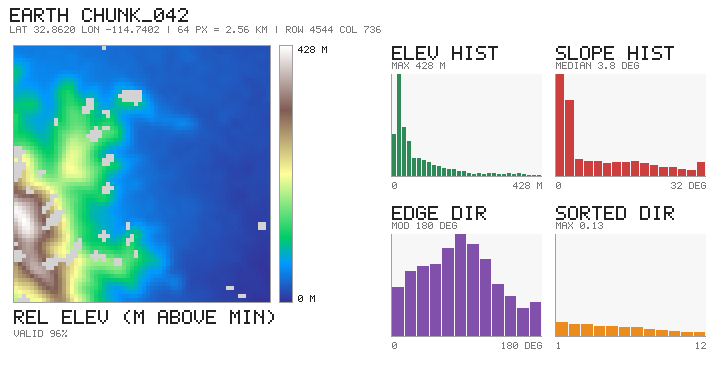 EARTH CHUNK_042
LAT 32.8620 LON -114.7402 | 64 PX = 2.56 KM | ROW 4544 COL 736
428 M
0 M
REL ELEV (M ABOVE MIN)
VALID 96%
ELEV HIST
MAX 428 M
0 428 M
SLOPE HIST
MEDIAN 3.8 DEG
0 32 DEG
EDGE DIR
MOD 180 DEG
0 180 DEG
SORTED DIR
MAX 0.13
1 12